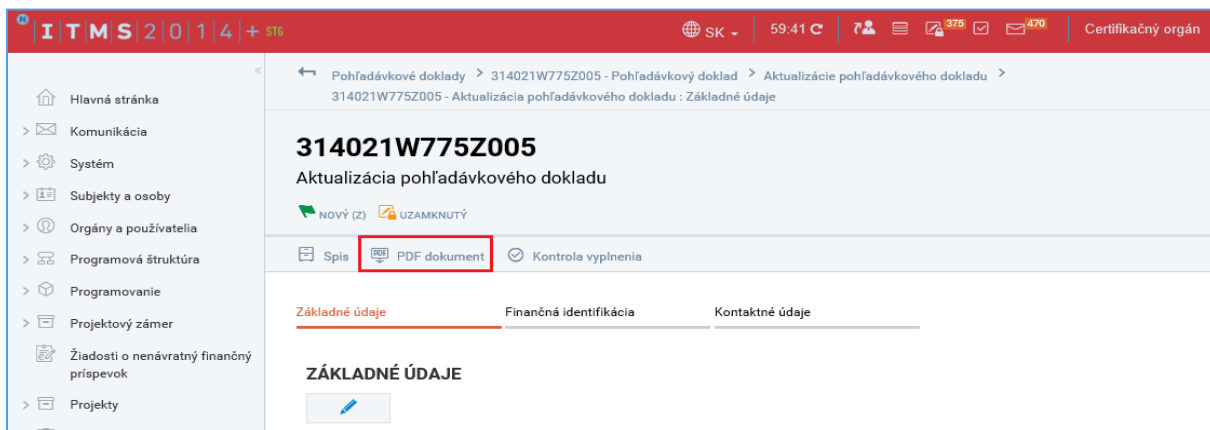 N ITMS2014+ STG
SK 59:41 375 470 Certifikačný orgán
Pohľadávkové doklady > 314021W775Z005 - Pohľadávkový doklad > Aktualizácie pohľadávkového dokladu >
314021W775Z005 - Aktualizácia pohľadávkového dokladu : Základné údaje
Hlavná stránka
Komunikácia
Systém
Subjekty a osoby
Orgány a používatelia
Programová štruktúra
Programovanie
Projektový zámer
Žiadosti o nenávratný finančný
príspevok
Projekty
314021W775Z005
Aktualizácia pohľadávkového dokladu
NOVÝ (Z) UZAMKNUTÝ
Spis PDF PDF dokument Kontrola vyplnenia
Základné údaje Finančná identifikácia Kontaktné údaje
ZÁKLADNÉ ÚDAJE